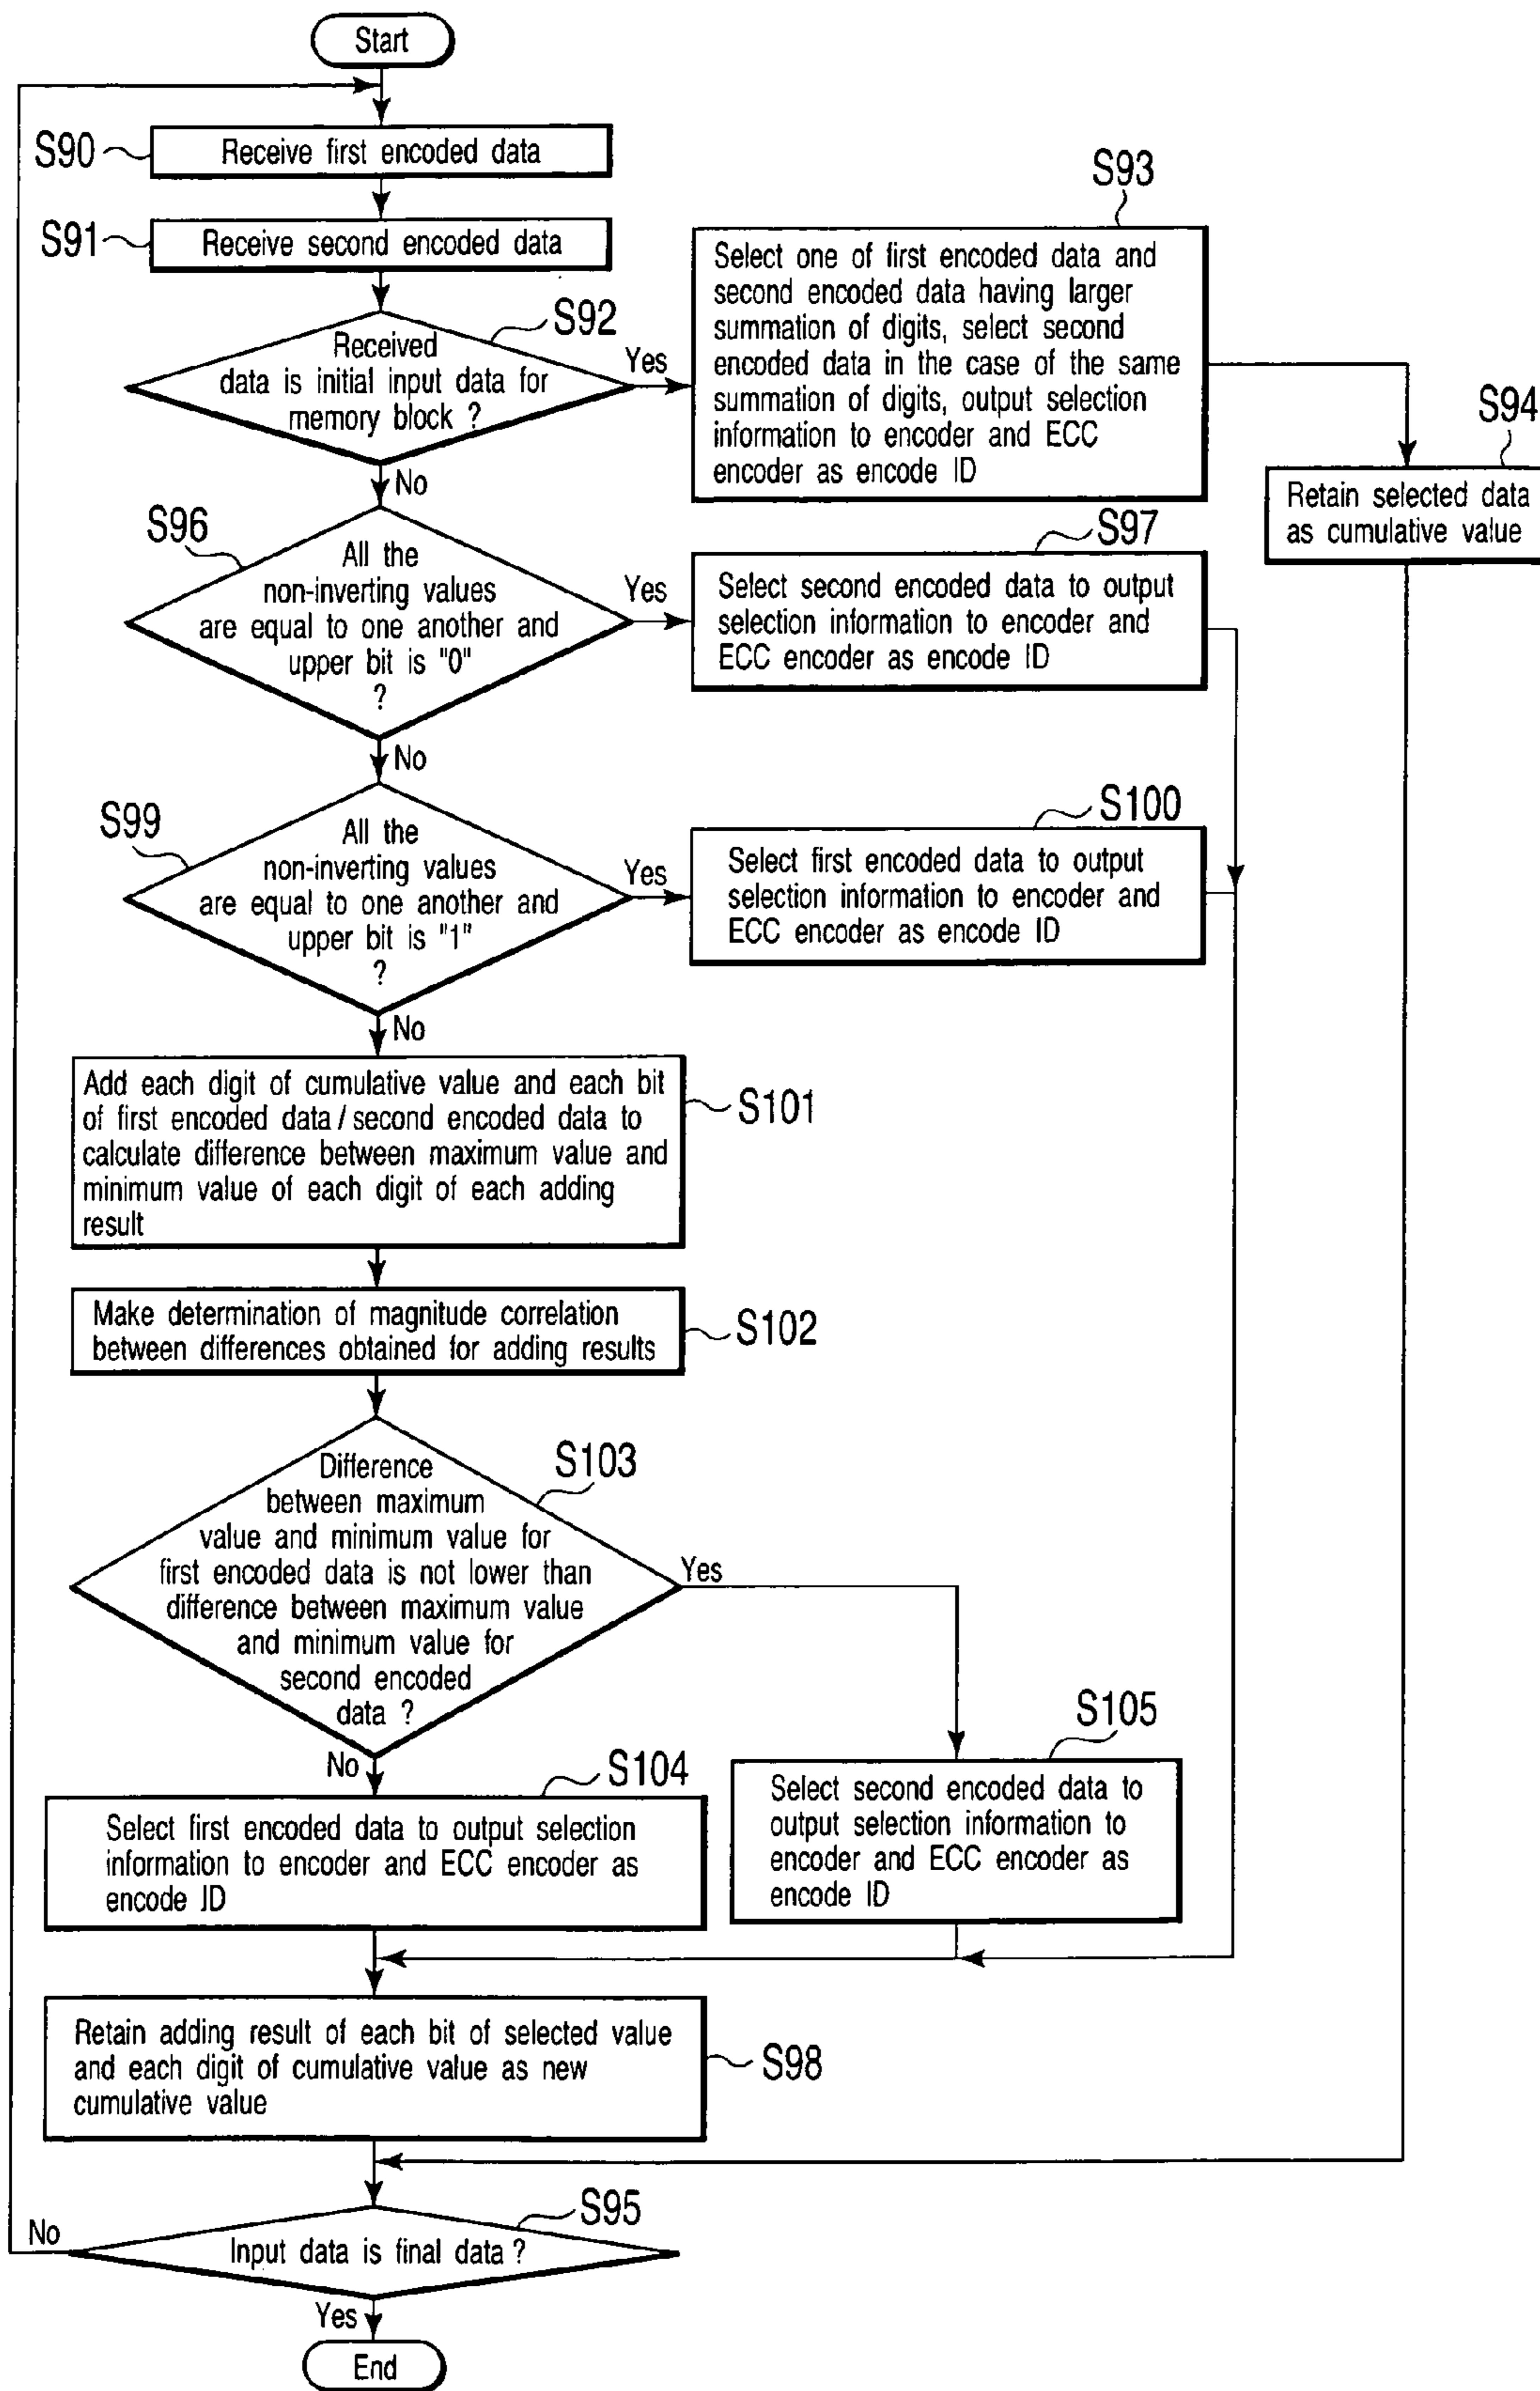 Start
S90
Receive first encoded data
S91
Receive second encoded data
S92
Received
data is initial input data for
memory block ?
Yes
No
S93
Select one of first encoded data and
second encoded data having larger
summation of digits, select second
encoded data in the case of the same
summation of digits, output selection
information to encoder and ECC
encoder as encode ID
S94
Retain selected data
as cumulative value
S96
All the
non-inverting values
are equal to one another and
upper bit is "0"
?
Yes
No
S97
Select second encoded data to output
selection information to encoder and
ECC encoder as encode ID
S99
All the
non-inverting values
are equal to one another and
upper bit is "1"
?
Yes
No
S100
Select first encoded data to output
selection information to encoder and
ECC encoder as encode ID
Add each digit of cumulative value and each bit
of first encoded data / second encoded data to
calculate difference between maximum value and
minimum value of each digit of each adding
result
S101
Make determination of magnitude correlation
between differences obtained for adding results
S102
S103
Difference
between maximum
value and minimum value for
first encoded data is not lower than
difference between maximum value
and minimum value for
second encoded
data ?
Yes
No
S104
Select first encoded data to output selection
information to encoder and ECC encoder as
encode ID
S105
Select second encoded data to
output selection information to
encoder and ECC encoder as
encode ID
Retain adding result of each bit of selected value
and each digit of cumulative value as new
cumulative value
S98
S95
Input data is final data ?
No
Yes
End